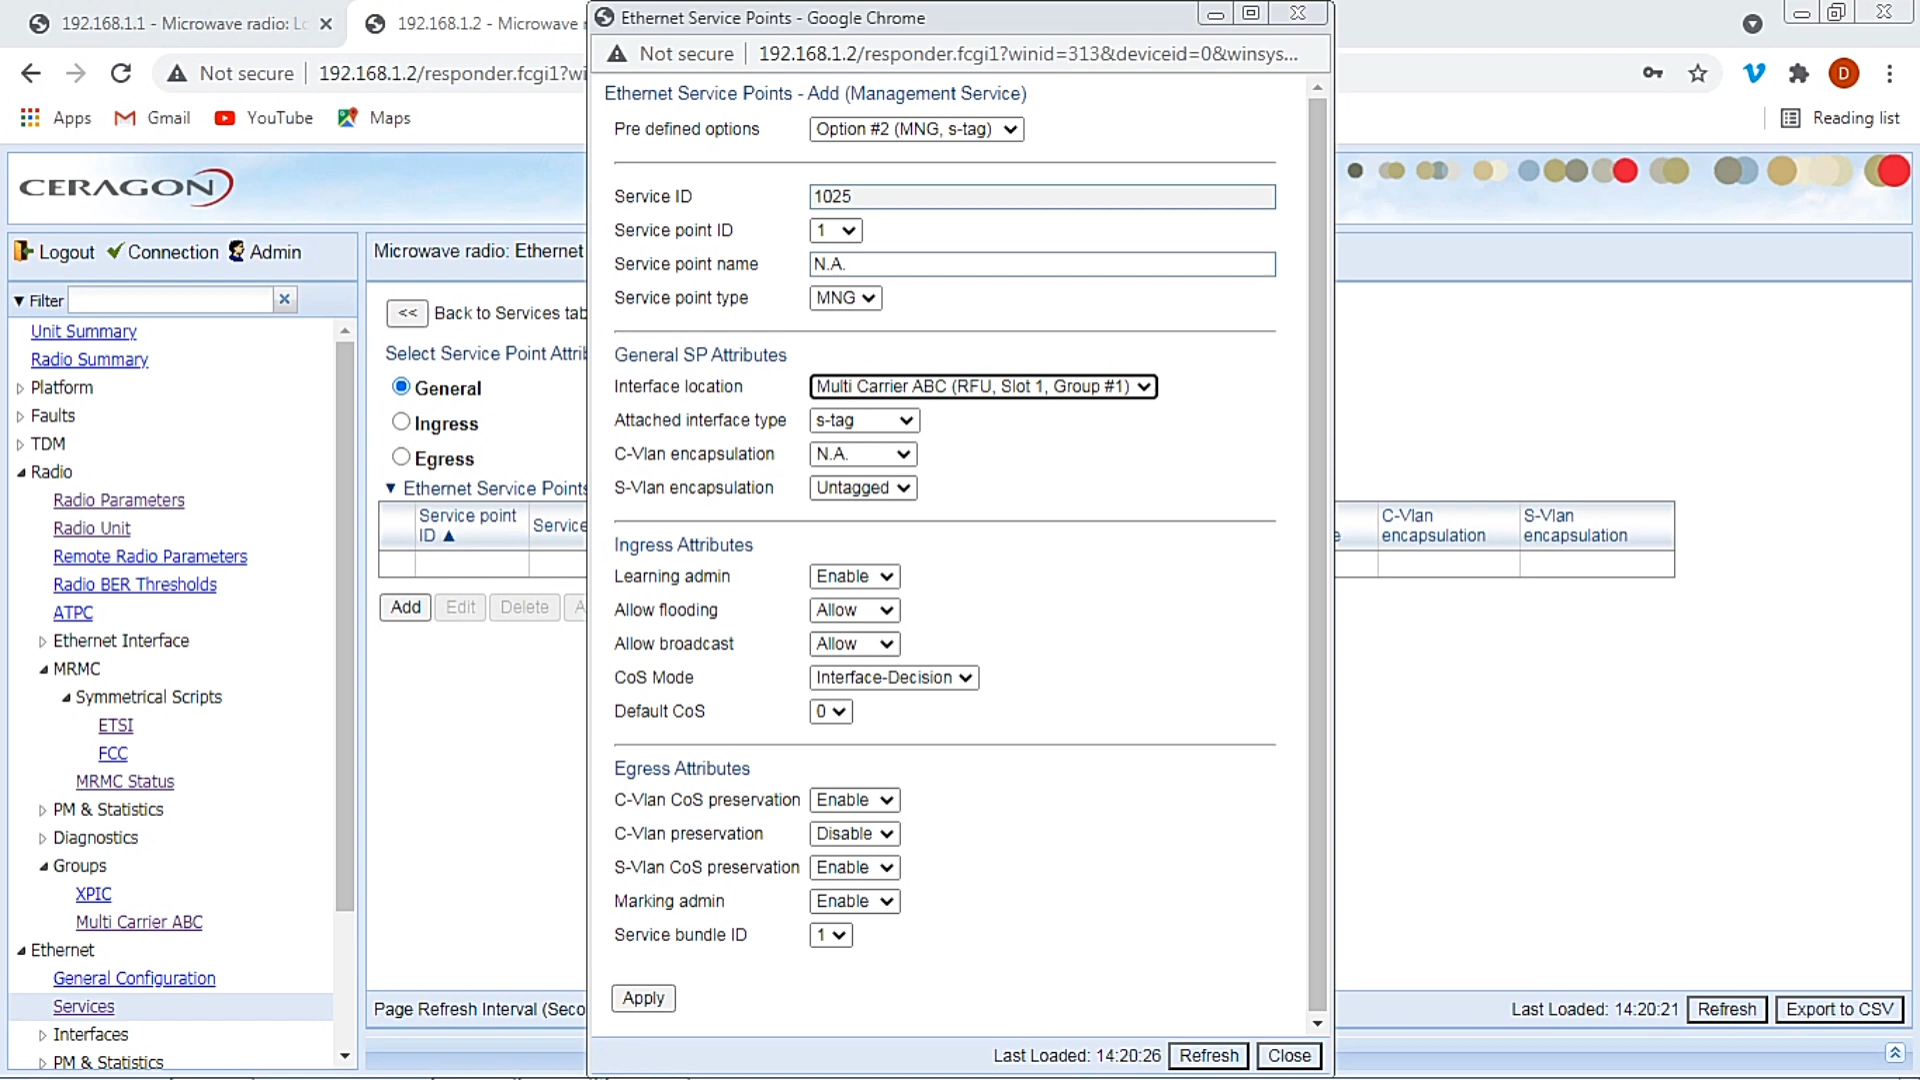 192.168.1.1 - Microwave radio: Lo
192.168.1.2 - Microwave r
Ethernet Service Points - Google Chrome
Not secure
192.168.1.2/responder.fcgi1?wi
Not secure
192.168.1.2/responder.fcgi1?winid=313&deviceid=0&winsys...
D
Apps
Gmail
YouTube
Maps
Reading list
CERAGON
Logout
Connection
Admin
Filter
Unit Summary
Radio Summary
Platform
Faults
TDM
Radio
Radio Parameters
Radio Unit
Remote Radio Parameters
Radio BER Thresholds
ATPC
Ethernet Interface
MRMC
Symmetrical Scripts
ETSI
FCC
MRMC Status
PM & Statistics
Diagnostics
Groups
XPIC
Multi Carrier ABC
Ethernet
General Configuration
Services
Interfaces
PM & Statistics
Microwave radio: Ethernet
<< Back to Services tab
Select Service Point Attri
General
Ingress
Egress
Ethernet Service Points
Service point ID
Service
C-Vlan encapsulation
S-Vlan encapsulation
Add
Edit
Delete
Page Refresh Interval (Seco
Last Loaded: 14:20:21
Refresh
Export to CSV
Ethernet Service Points - Add (Management Service)
Pre defined options Option #2 (MNG, s-tag)
Service ID 1025
Service point ID 1
Service point name N.A.
Service point type MNG
General SP Attributes
Interface location Multi Carrier ABC (RFU, Slot 1, Group #1)
Attached interface type s-tag
C-Vlan encapsulation N.A.
S-Vlan encapsulation Untagged
Ingress Attributes
Learning admin Enable
Allow flooding Allow
Allow broadcast Allow
CoS Mode Interface-Decision
Default CoS 0
Egress Attributes
C-Vlan CoS preservation Enable
C-Vlan preservation Disable
S-Vlan CoS preservation Enable
Marking admin Enable
Service bundle ID 1
Apply
Last Loaded: 14:20:26
Refresh
Close